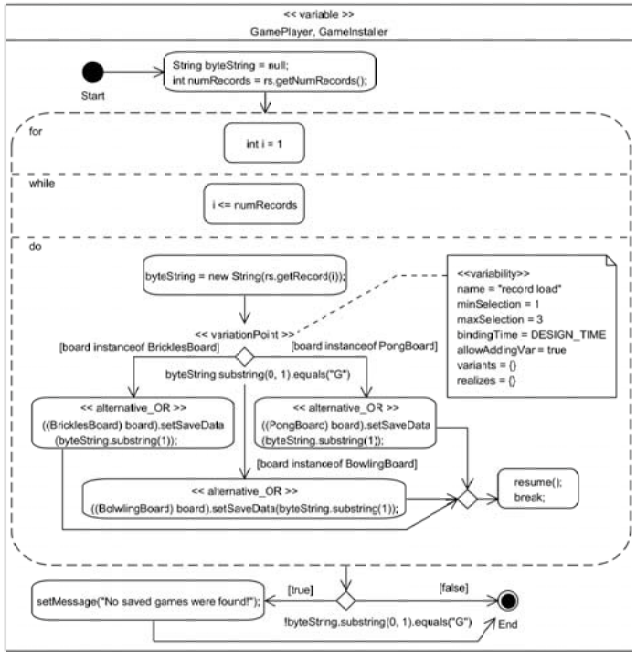 << variable >>
GamePlayer, GameInstaller
String byteString = null;
int numRecords = rs.getNumRecords();
Start
for
int i = 1
while
i <= numRecords
do
byteString = new String(rs.getRecord(i));
<<variability>>
name = "record load"
minSelection = 1
maxSelection = 3
bindingTime = DESIGN_TIME
allowAddingVar = true
variants = {}
realizes = {}
<< variationPoint >>
[board instanceof BricklesBoard]
[board instanceof PongBoard]
byteString.substring(0, 1).equals("G")
<< alternative_OR >>
((BricklesBoard) board).setSaveData
(byteString.substring(1));
<< alternative_OR >>
((PongBoard) board).setSaveData
(byteString.substring(1));
[board instanceof BowlingBoard]
<< alternative_OR >>
((BolwlingBoard) board).setSaveData(byteString.substring(1));
resume();
break;
[true]
[false]
setMessage("No saved games were found!");
!byteString.substring(0, 1).equals("G")
End